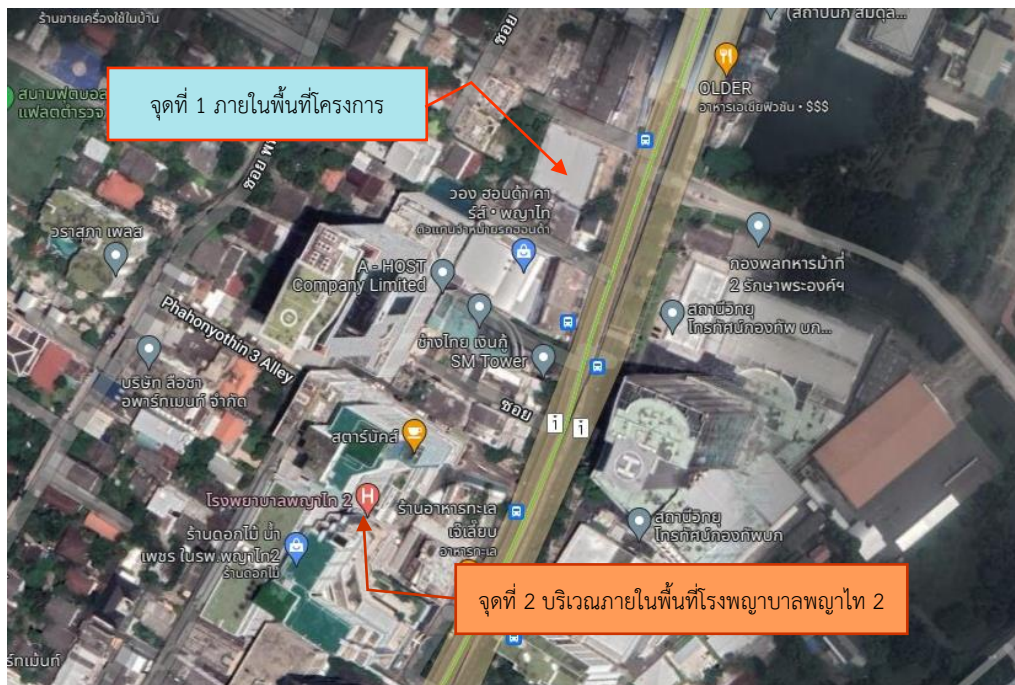 ร้านขายเครื่องใช้ในบ้าน
ซอย
(สถาบันก สมดุล...
OLDER
อาหารเอเชียฟิวชัน • $$$
สนามฟุตบอล
แฟลตตำรวจ
จุดที่ 1 ภายในพื้นที่โครงการ
ซอย
วอง ฮอนด้า คา
ร์ส์ • พญาไท
ตัวแทนจำหน่ายรถฮอนด้า
วราสุภา เพลส
A - HOST
Company Limited
กองพลทหารม้าที่
2 รักษาพระองค์ฯ
สถานีวิทยุ
โทรทัศน์กองทัพ บก...
Phahonyothin 3 Alley
ช่างไทย เงินกู้
SM Tower
บริษัท ลือชา
อพาร์ทเมนท์ จำกัด
ซอย
1
1
สตาร์บัคส์
โรงพยาบาลพญาไท 2
H
H
ร้านอาหารทะเล
เจ๊เลี๊ยบ
อาหารทะเล
สถานีวิทยุ
โทรทัศน์กองทัพบก
ร้านดอกไม้ น้ำ
เพชร ในรพ.พญาไท2
ร้านดอกไม้
จุดที่ 2 บริเวณภายในพื้นที่โรงพญาบาลพญาไท 2
ร์ทเม้นท์